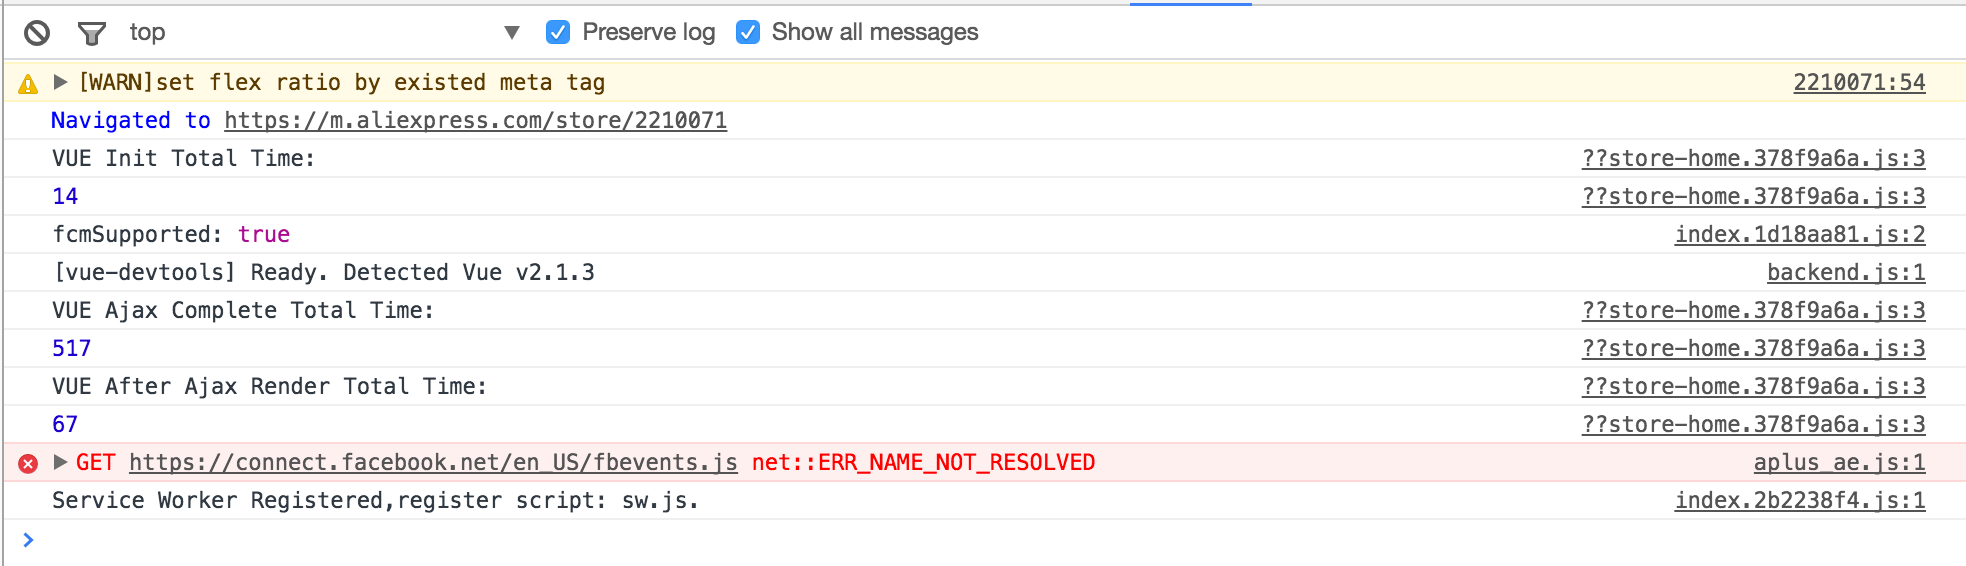 top Preserve log Show all messages
[WARN]set flex ratio by existed meta tag 2210071:54
Navigated to https://m.aliexpress.com/store/2210071
VUE Init Total Time: ??store-home.378f9a6a.js:3
14 ??store-home.378f9a6a.js:3
fcmSupported: true index.1d18aa81.js:2
[vue-devtools] Ready. Detected Vue v2.1.3 backend.js:1
VUE Ajax Complete Total Time: ??store-home.378f9a6a.js:3
517 ??store-home.378f9a6a.js:3
VUE After Ajax Render Total Time: ??store-home.378f9a6a.js:3
67 ??store-home.378f9a6a.js:3
GET https://connect.facebook.net/en_US/fbevents.js net::ERR_NAME_NOT_RESOLVED aplus_ae.js:1
Service Worker Registered,register script: sw.js. index.2b2238f4.js:1